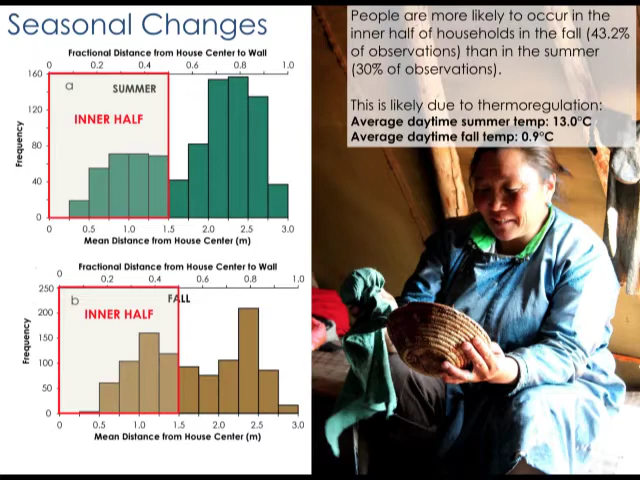 Seasonal Changes
Fractional Distance from House Center to Wall
0 0.2 0.4 0.6 0.8 1.0
160
120
80
40
0
Frequency
a
SUMMER
INNER HALF
0 0.5 1.0 1.5 2.0 2.5 3.0
Mean Distance from House Center (m)
Fractional Distance from House Center to Wall
0 0.2 0.4 0.6 0.8 1.0
250
200
150
100
50
0
Frequency
b
FALL
INNER HALF
0 0.5 1.0 1.5 2.0 2.5 3.0
Mean Distance from House Center (m)
People are more likely to occur in the
inner half of households in the fall (43.2%
of observations) than in the summer
(30% of observations).
This is likely due to thermoregulation:
Average daytime summer temp: 13.0°C
Average daytime fall temp: 0.9°C